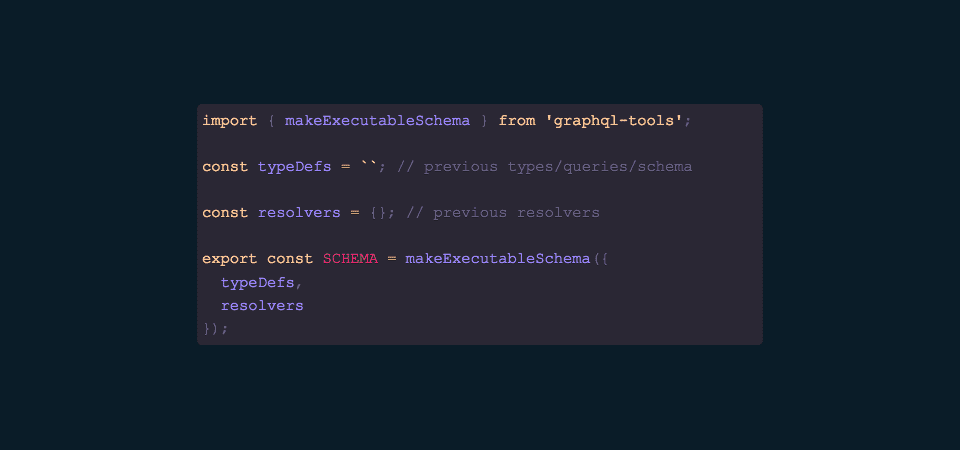 import { makeExecutableSchema } from 'graphql-tools';
const typeDefs = ``; // previous types/queries/schema
const resolvers = {}; // previous resolvers
export const SCHEMA = makeExecutableSchema({
  typeDefs,
  resolvers
});